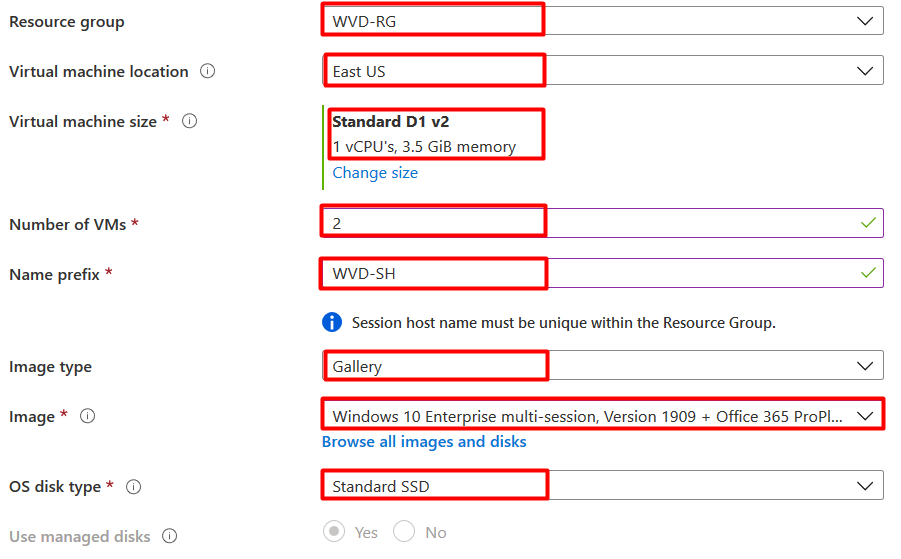 Resource group WVD-RG
Virtual machine location East US
Virtual machine size * Standard D1 v2
1 vCPU's, 3.5 GiB memory
Change size
Number of VMs * 2
Name prefix * WVD-SH
Session host name must be unique within the Resource Group.
Image type Gallery
Image * Windows 10 Enterprise multi-session, Version 1909 + Office 365 ProPl...
Browse all images and disks
OS disk type * Standard SSD
Use managed disks Yes No